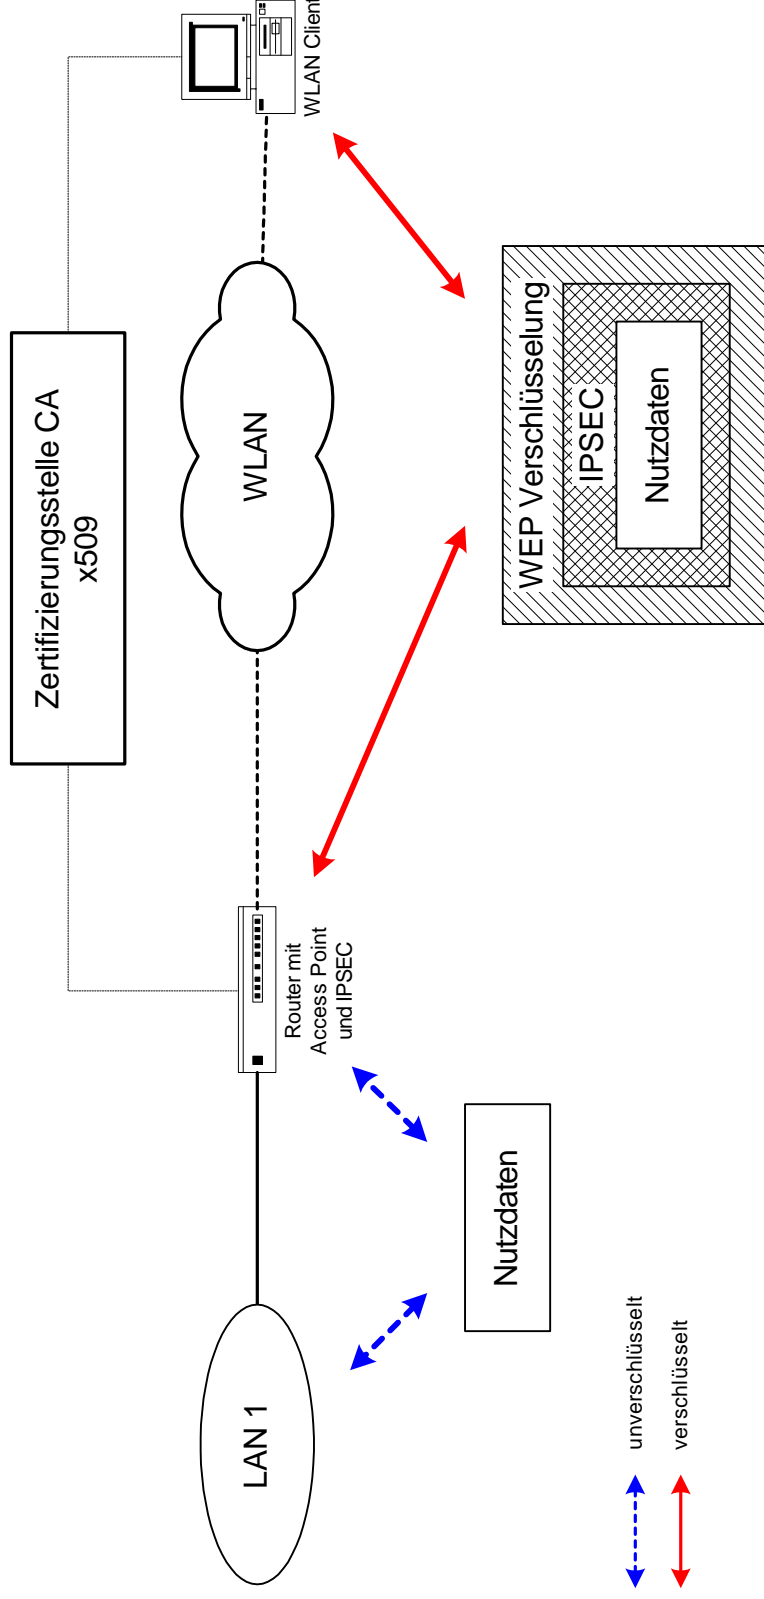 Zertifizierungsstelle CA
x509
WLAN Client
WLAN
Router mit
Access Point
und IPSEC
LAN 1
WEP Verschlüsselung
IPSEC
Nutzdaten
Nutzdaten
unverschlüsselt
verschlüsselt